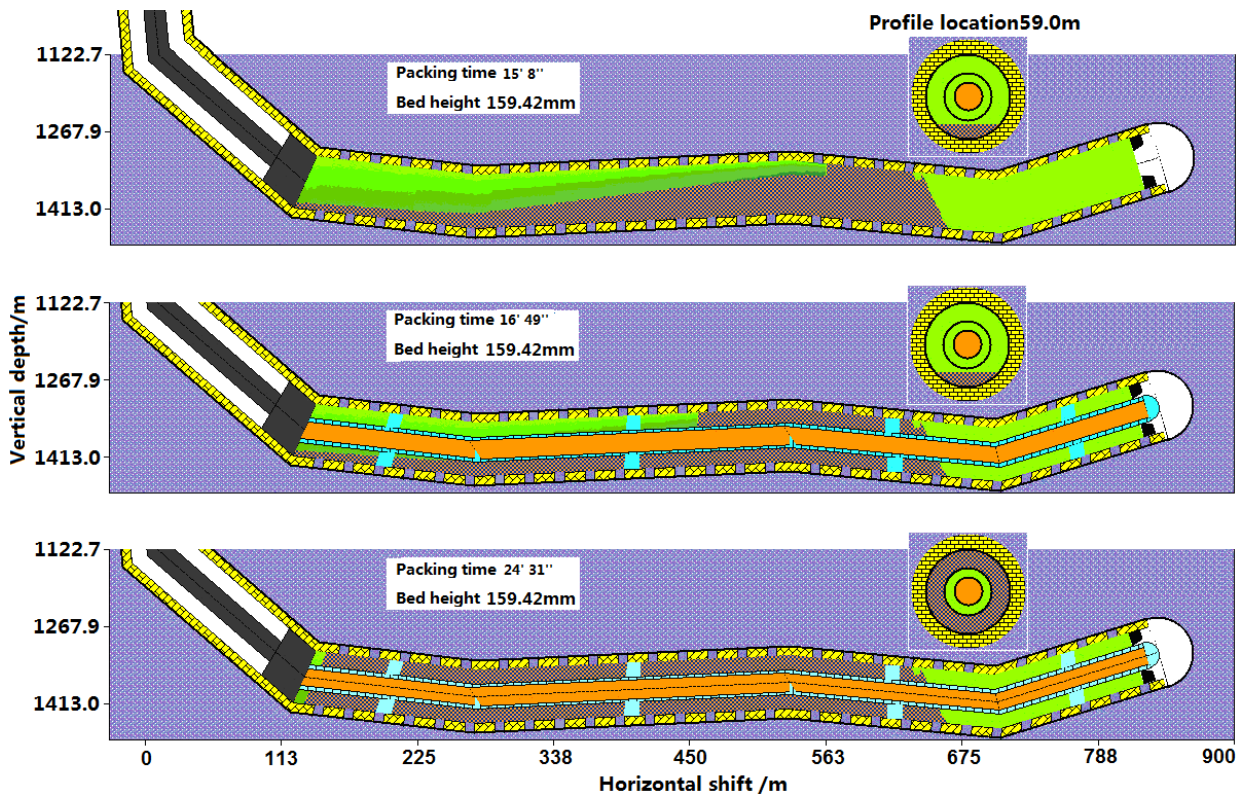 Profile location59.0m
1122.7
1267.9
1413.0
Packing time 15' 8''
Bed height 159.42mm
1122.7
1267.9
1413.0
Packing time 16' 49''
Bed height 159.42mm
Vertical depth/m
1122.7
1267.9
1413.0
Packing time 24' 31''
Bed height 159.42mm
0 113 225 338 450 563 675 788 900
Horizontal shift /m